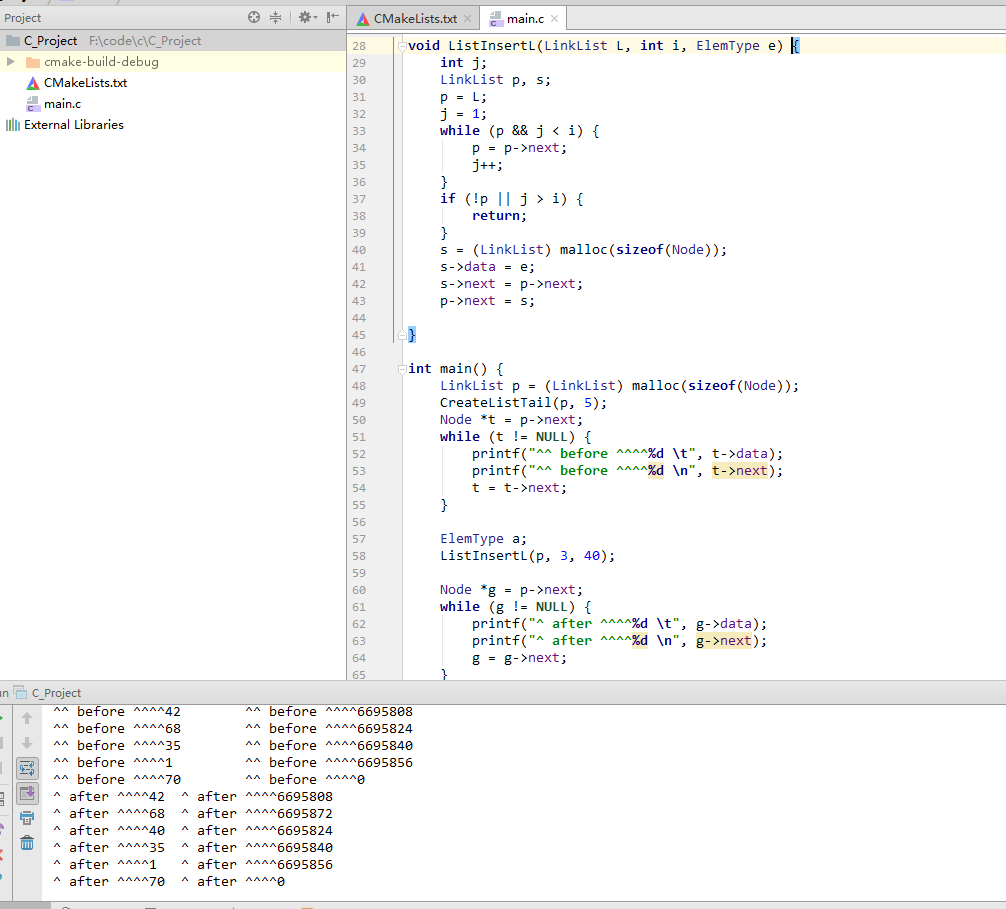 Project
CMakeLists.txt
main.c
C_Project F:\code\c\C_Project
cmake-build-debug
CMakeLists.txt
main.c
External Libraries
28 void ListInsertL(LinkList L, int i, ElemType e) {
29 int j;
30 LinkList p, s;
31 p = L;
32 j = 1;
33 while (p && j < i) {
34 p = p->next;
35 j++;
36 }
37 if (!p || j > i) {
38 return;
39 }
40 s = (LinkList) malloc(sizeof(Node));
41 s->data = e;
42 s->next = p->next;
43 p->next = s;
44
45 }
46
47 int main() {
48 LinkList p = (LinkList) malloc(sizeof(Node));
49 CreateListTail(p, 5);
50 Node *t = p->next;
51 while (t != NULL) {
52 printf("^^ before ^^^^%d \t", t->data);
53 printf("^^ before ^^^^%d \n", t->next);
54 t = t->next;
55 }
56
57 ElemType a;
58 ListInsertL(p, 3, 40);
59
60 Node *g = p->next;
61 while (g != NULL) {
62 printf("^ after ^^^^%d \t", g->data);
63 printf("^ after ^^^^%d \n", g->next);
64 g = g->next;
65 }
C_Project
^^ before ^^^^42 ^^ before ^^^^6695808
^^ before ^^^^68 ^^ before ^^^^6695824
^^ before ^^^^35 ^^ before ^^^^6695840
^^ before ^^^^1 ^^ before ^^^^6695856
^^ before ^^^^70 ^^ before ^^^^0
^ after ^^^^42 ^ after ^^^^6695808
^ after ^^^^68 ^ after ^^^^6695872
^ after ^^^^40 ^ after ^^^^6695824
^ after ^^^^35 ^ after ^^^^6695840
^ after ^^^^1 ^ after ^^^^6695856
^ after ^^^^70 ^ after ^^^^0